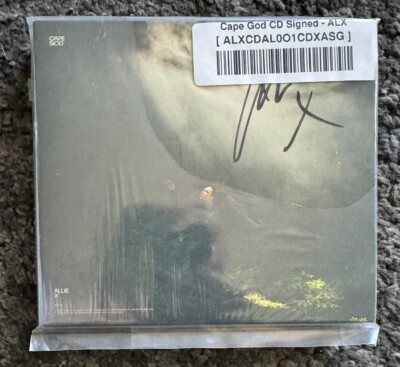 Cape God CD Signed - ALX
[ ALXCDAL001CDXASG ]
CAPE
GOD
ALLIE
X